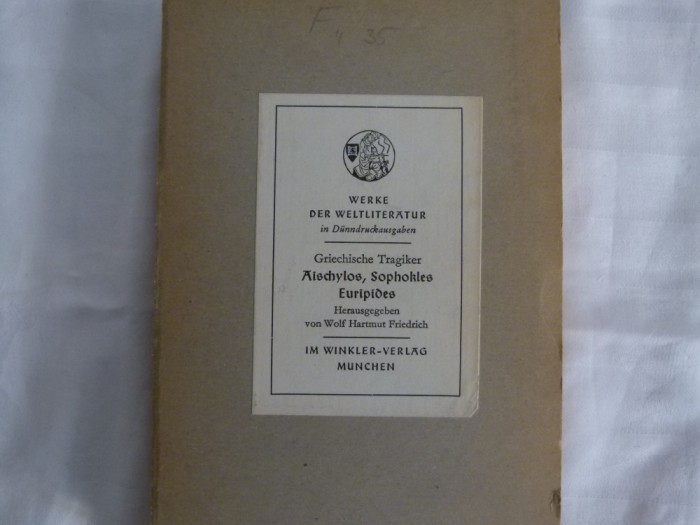 F 35
WERKE
DER WELTLITERATUR
in Dünndruckausgaben
Griechische Tragiker
Aischylos, Sophokles
Euripides
Herausgegeben
von Wolf Hartmut Friedrich
IM WINKLER-VERLAG
MÜNCHEN